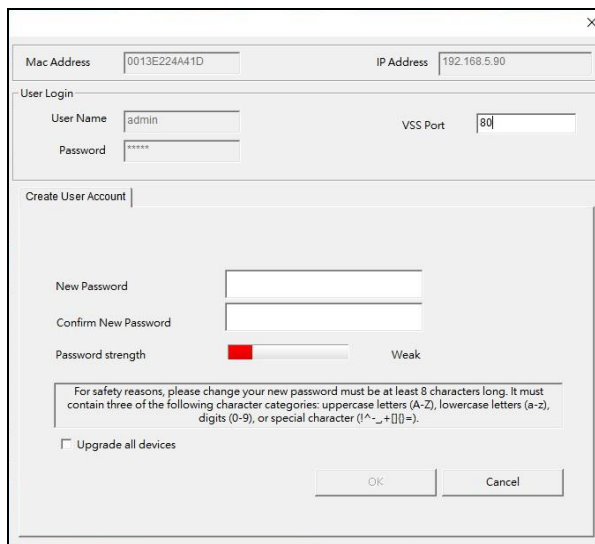 Mac Address 0013E224A41D IP Address 192.168.5.90
User Login
User Name admin VSS Port 80
Password *****
Create User Account
New Password
Confirm New Password
Password strength Weak
For safety reasons, please change your new password must be at least 8 characters long. It must
contain three of the following character categories: uppercase letters (A-Z), lowercase letters (a-z),
digits (0-9), or special character (!^-_,+[]{}=).
Upgrade all devices
OK Cancel